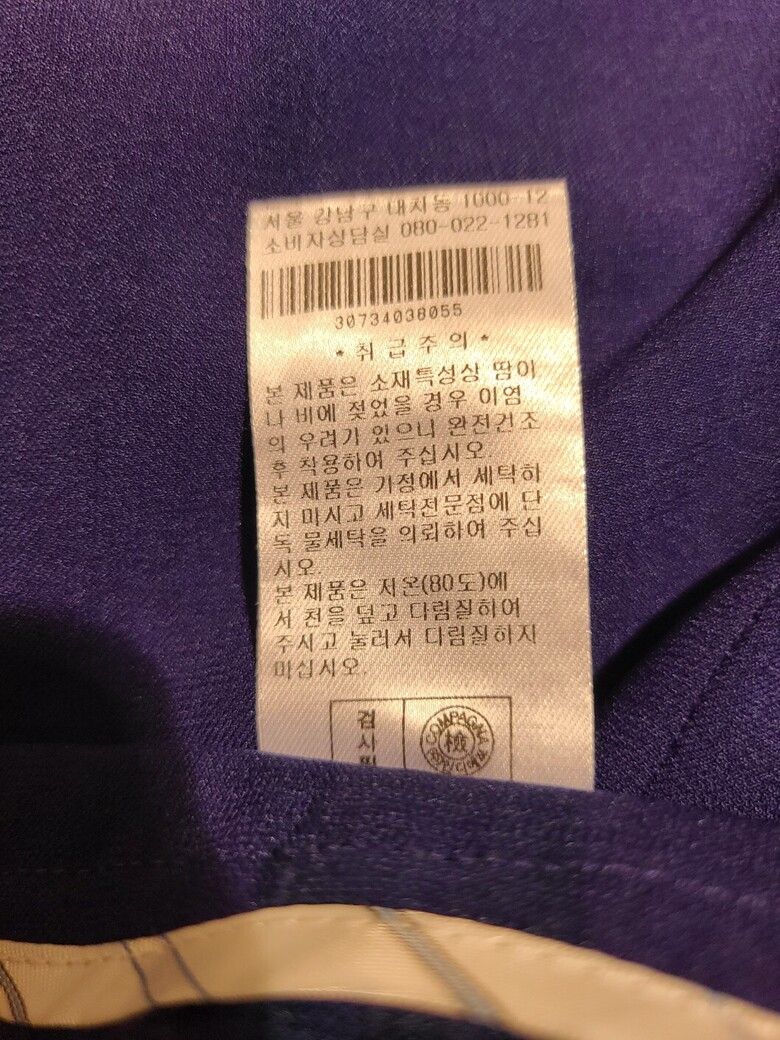 서울 강남구 대치동 1000-12
소비자상담실 080-022-1281
30734038055
* 취 급 주 의 *
본 제품은 소재특성상 땀이
나 비에 젖었을 경우 이염
의 우려가 있으니 완전건조
후 착용하여 주십시오.
본 제품은 가정에서 세탁하
지 마시고 세탁전문점에 단
독 물세탁을 의뢰하여 주십
시오.
본 제품은 저온(80도)에
서 천을 덮고 다림질하여
주시고 눌러서 다림질하지
마십시오.
검
사
COMPAGNA
檢